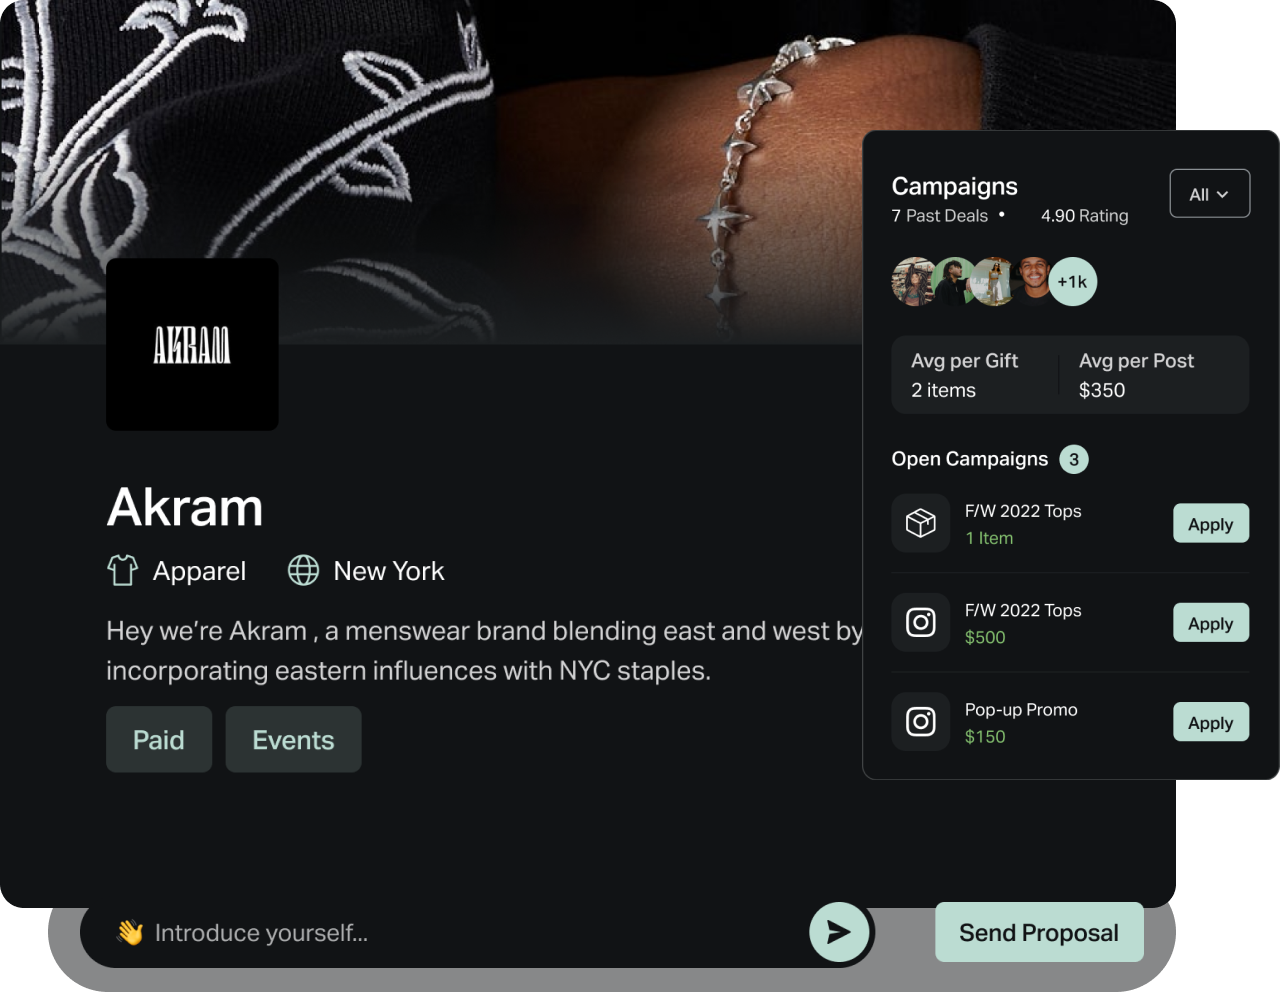 Campaigns
All
7 Past Deals • 4.90 Rating
+1k
AKRAM
Avg per Gift
2 items
Avg per Post
$350
Open Campaigns 3
F/W 2022 Tops
1 Item
Apply
F/W 2022 Tops
$500
Apply
Pop-up Promo
$150
Apply
Akram
Apparel
New York
Hey we’re Akram , a menswear brand blending east and west by
incorporating eastern influences with NYC staples.
Paid
Events
👋 Introduce yourself...
Send Proposal